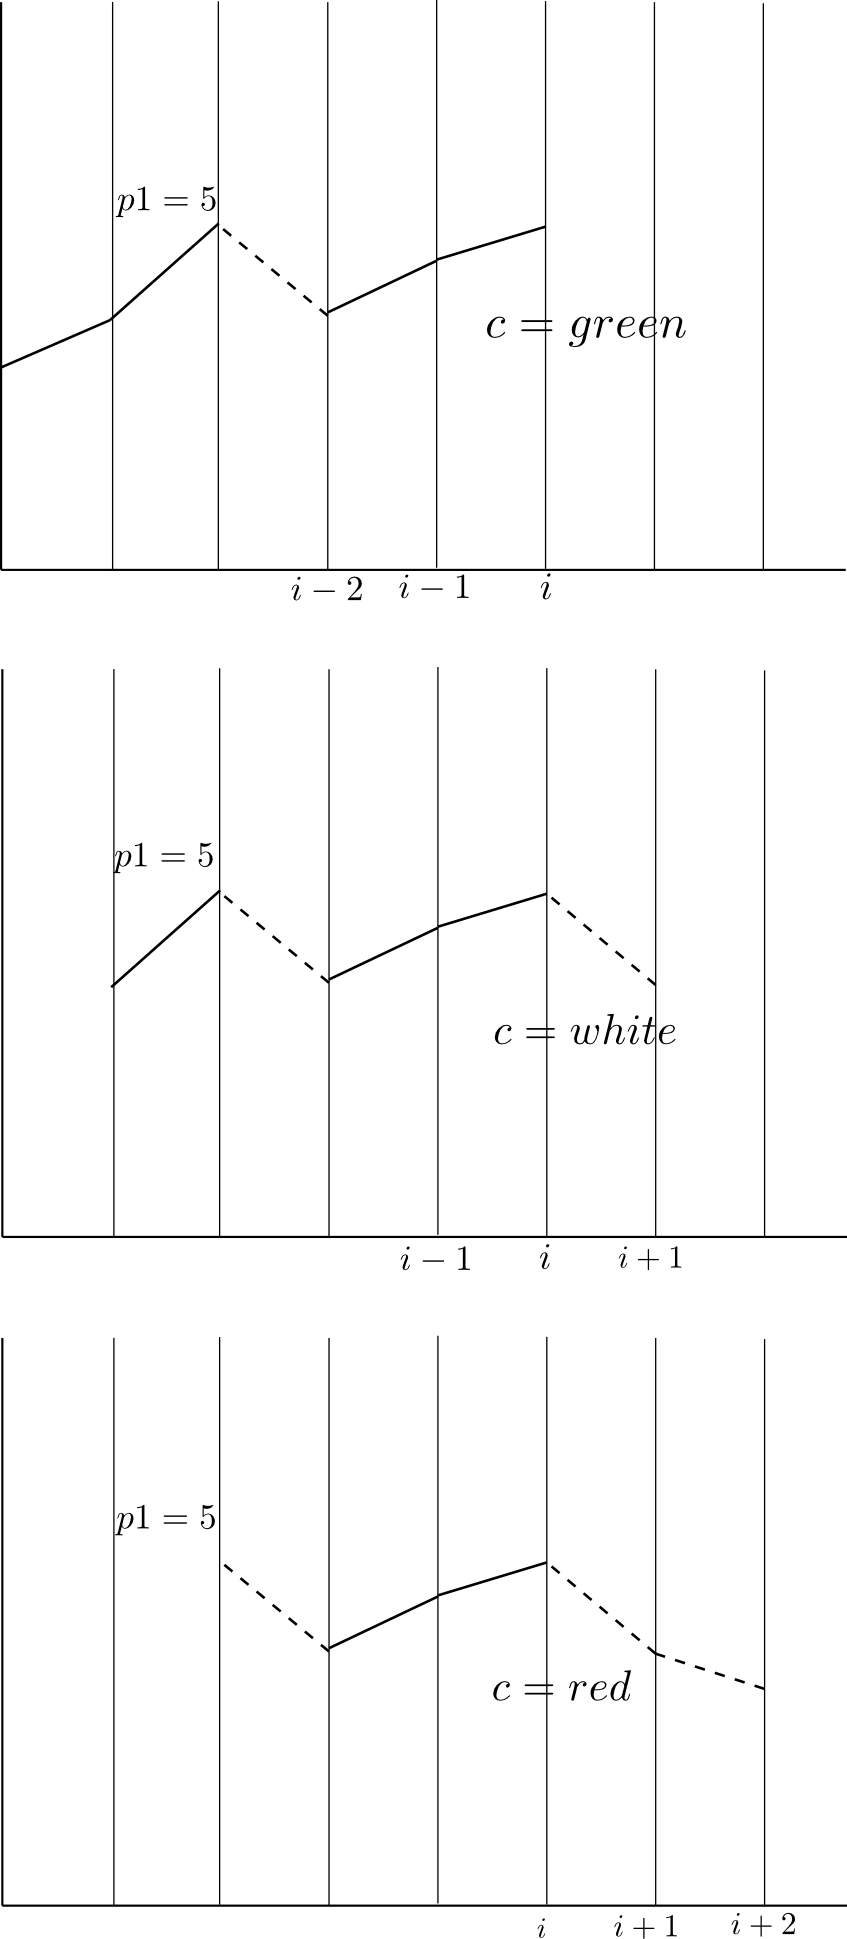 p1 = 5
c = green
i − 2 i − 1 i
p1 = 5
c = white
i − 1 i i + 1
p1 = 5
c = red
i i + 1 i + 2